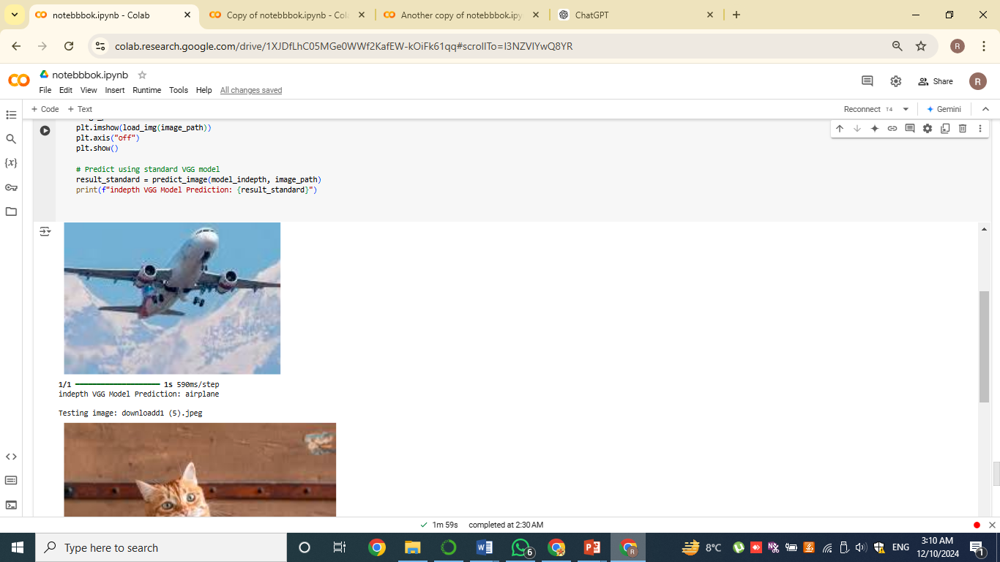 notebbbok.ipynb - Colab
Copy of notebbbok.ipynb - Cola
Another copy of notebbbok.ipy
ChatGPT
colab.research.google.com/drive/1XJDfLhC05MGe0WWf2KafEW-kOiFk61qq#scrollTo=I3NZVlYwQ8YR
R
CO
notebbbok.ipynb
File Edit View Insert Runtime Tools Help All changes saved
Share
R
+ Code + Text
Reconnect T4
Gemini
{x}
plt.imshow(load_img(image_path))
plt.axis("off")
plt.show()
# Predict using standard VGG model
result_standard = predict_image(model_indepth, image_path)
print(f"indepth VGG Model Prediction: {result_standard}")
1/1 1s 590ms/step
indepth VGG Model Prediction: airplane
Testing image: downloadd1 (5).jpeg
1m 59s completed at 2:30 AM
Type here to search
6
R
8°C
ENG
3:10 AM
12/10/2024
1